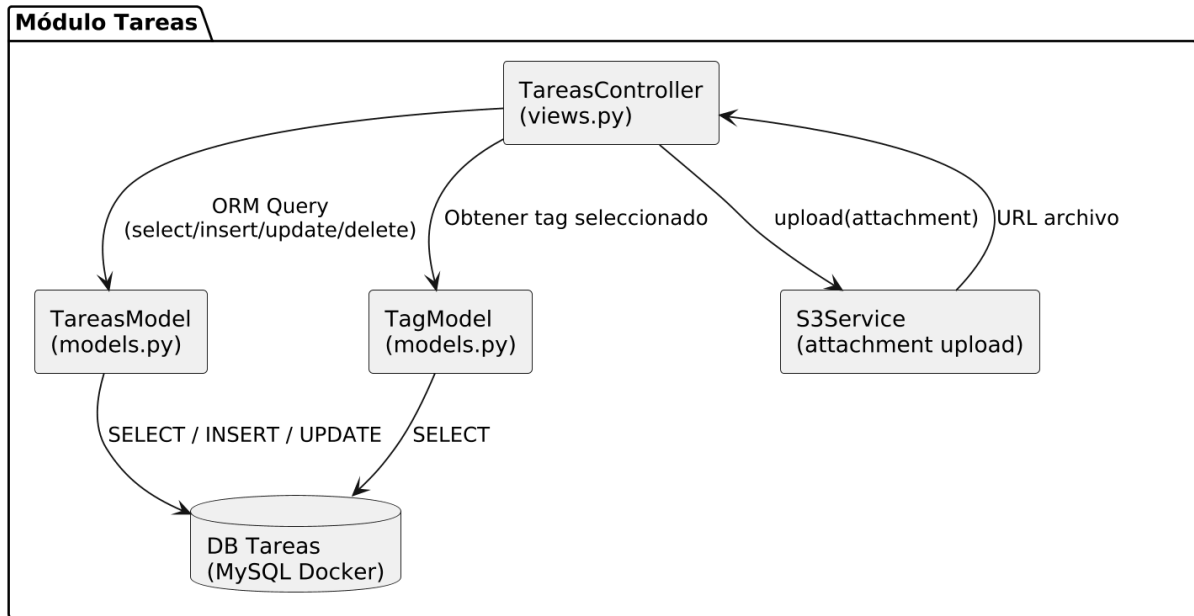 Módulo Tareas
TareasController
(views.py)
ORM Query
(select/insert/update/delete)
Obtener tag seleccionado
upload(attachment)
URL archivo
TareasModel
(models.py)
TagModel
(models.py)
S3Service
(attachment upload)
SELECT / INSERT / UPDATE
SELECT
DB Tareas
(MySQL Docker)